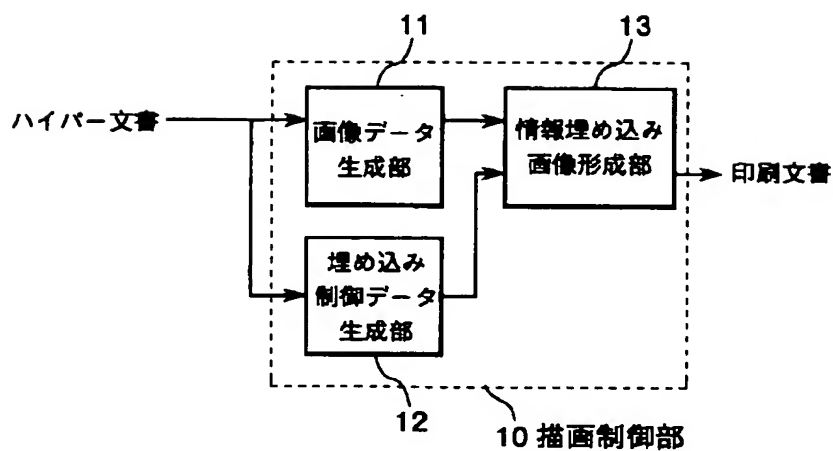 11
13
ハイパー文書
画像データ
生成部
情報埋め込み
画像形成部
印刷文書
埋め込み
制御データ
生成部
12
10 描画制御部